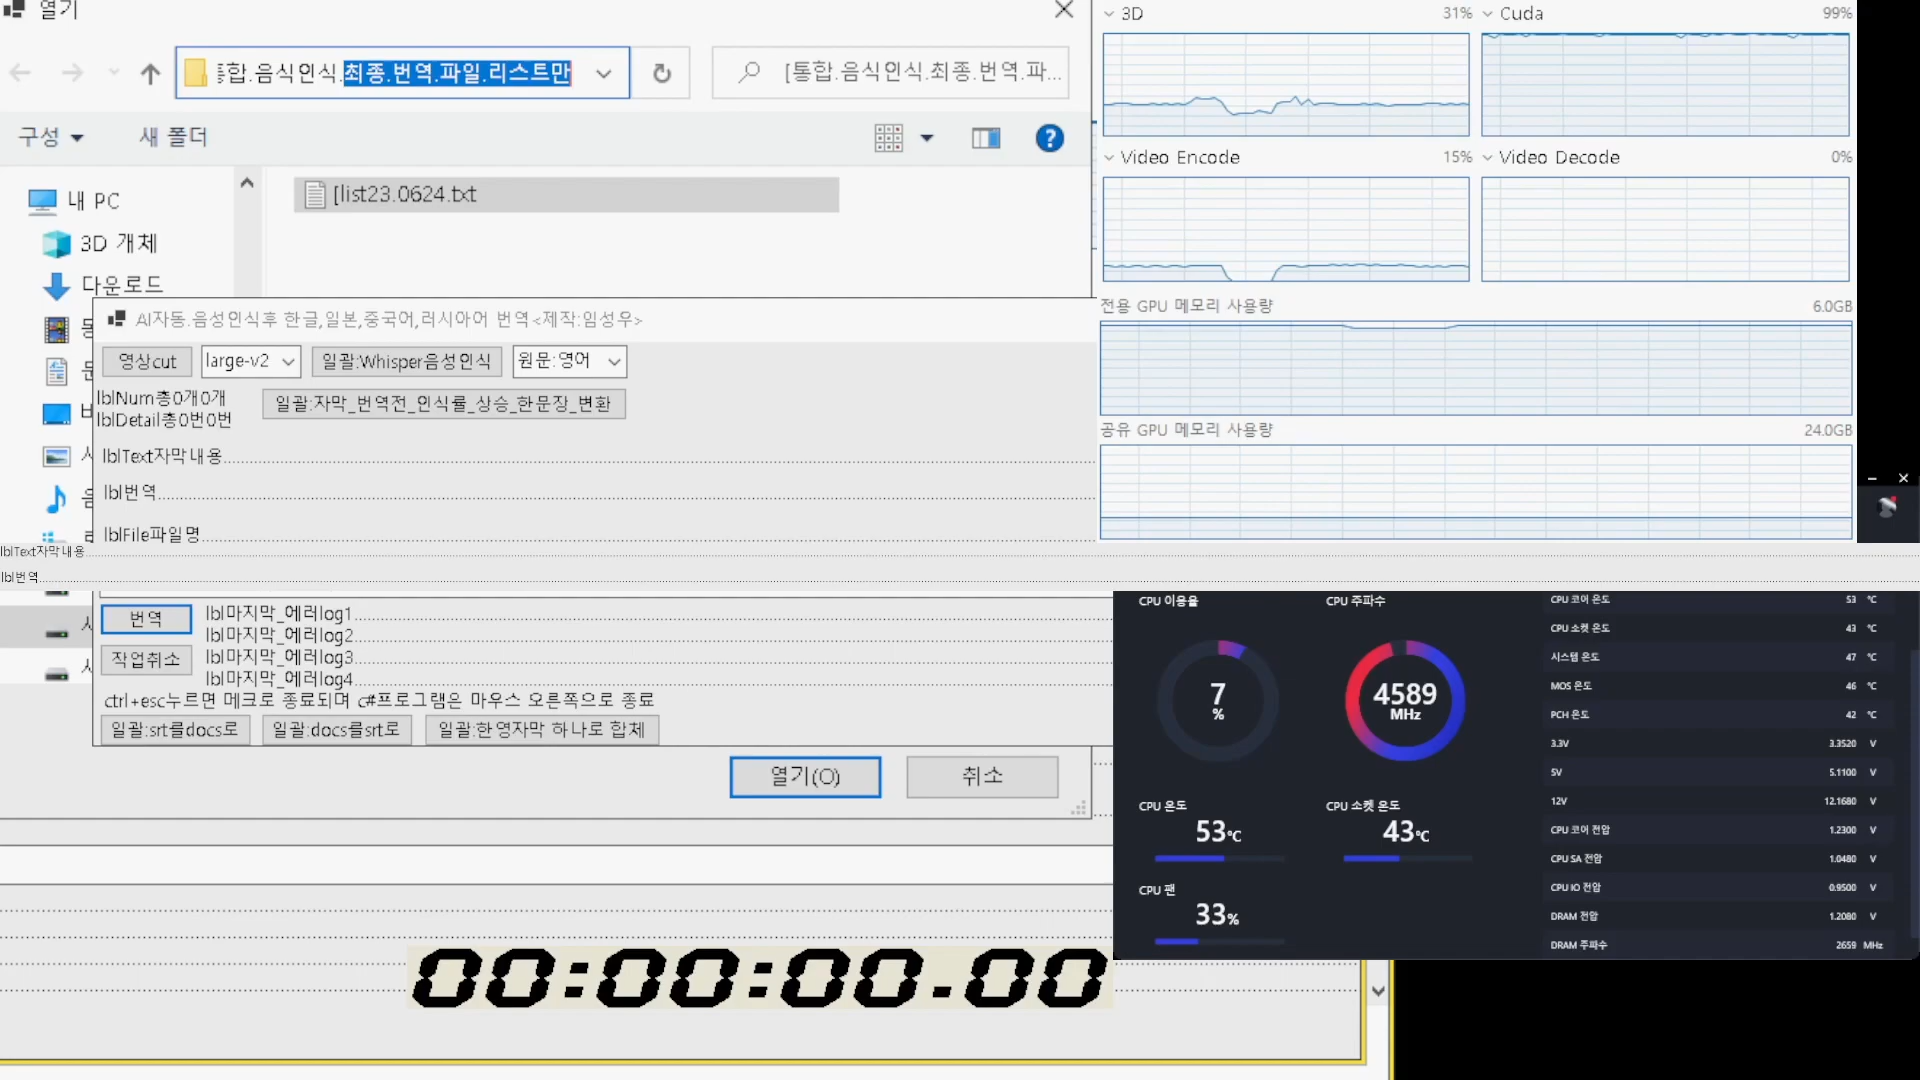 열기
합.음식인식.최종.번역.파일.리스트만
[통합.음식인식.최종.번역.파...
구성
새 폴더
내 PC
3D 개체
다운로드
[list23.0624.txt
AI자동.음성인식후 한글,일본,중국어,러시아어 번역<제작:임성우>
영상cut
large-v2
일괄:Whisper음성인식
원문:영어
lblNum총0개0개
lblDetail총0번0번
일괄:자막_번역전_인식률_상승_한문장_변환
lblText자막내용
lbl번역
lblFile파일명
lblText자막내용
lbl번역
번역
작업취소
lbl마지막_에러log1
lbl마지막_에러log2
lbl마지막_에러log3
lbl마지막_에러log4
ctrl+esc누르면 메크로 종료되며 c#프로그램은 마우스 오른쪽으로 종료
일괄:srt를docs로
일괄:docs를srt로
일괄:한영자막 하나로 합체
열기(O)
취소
00:00:00.00
3D 31%
Cuda 99%
Video Encode 15%
Video Decode 0%
전용 GPU 메모리 사용량 6.0GB
공유 GPU 메모리 사용량 24.0GB
CPU 이용율
7
%
CPU 주파수
4589
MHz
CPU 온도
53℃
CPU 소켓 온도
43℃
CPU 팬
33%
CPU 코어 온도 53 ℃
CPU 소켓 온도 43 ℃
시스템 온도 47 ℃
MOS 온도 46 ℃
PCH 온도 42 ℃
3.3V 3.3520 V
5V 5.1100 V
12V 12.1680 V
CPU 코어 전압 1.2300 V
CPU SA 전압 1.0480 V
CPU IO 전압 0.9500 V
DRAM 전압 1.2080 V
DRAM 주파수 2659 MHz